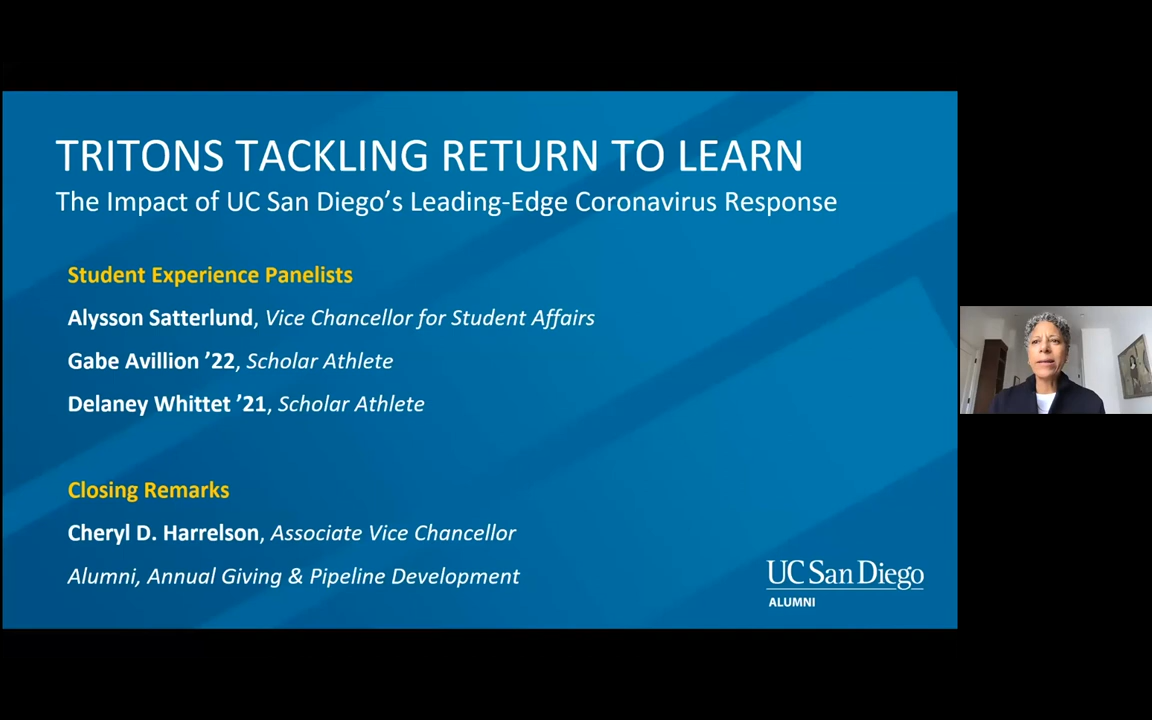 TRITONS TACKLING RETURN TO LEARN
The Impact of UC San Diego’s Leading-Edge Coronavirus Response
Student Experience Panelists
Alysson Satterlund, Vice Chancellor for Student Affairs
Gabe Avillion ’22, Scholar Athlete
Delaney Whittet ’21, Scholar Athlete
Closing Remarks
Cheryl D. Harrelson, Associate Vice Chancellor
Alumni, Annual Giving & Pipeline Development
UC San Diego
ALUMNI